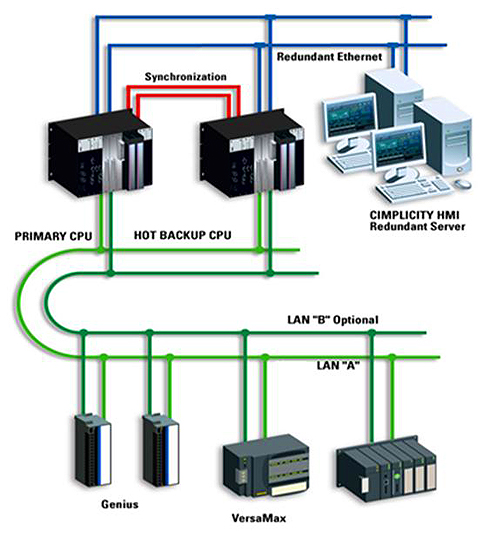 Redundant Ethernet
Synchronization
CIMPLICITY HMI
Redundant Server
PRIMARY CPU
HOT BACKUP CPU
LAN "B" Optional
LAN "A"
Genius
VersaMax